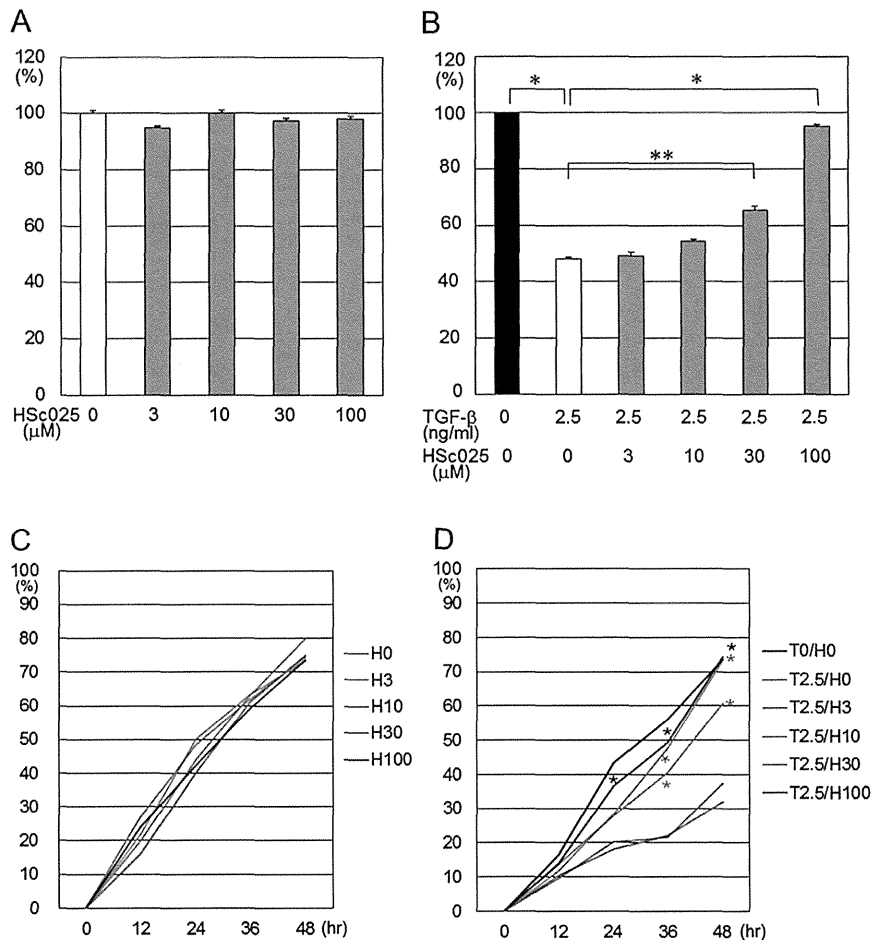 A
120
(%)
100
80
60
40
20
0
HSc025 0 3 10 30 100
(μM)
B
120
(%)
100
80
60
40
20
0
* *
**
TGF-β 0 2.5 2.5 2.5 2.5 2.5
(ng/ml)
HSc025 0 0 3 10 30 100
(μM)
C
100
(%)
90
80
70
60
50
40
30
20
10
0
0 12 24 36 48 (hr)
H0
H3
H10
H30
H100
D
100
(%)
90
80
70
60
50
40
30
20
10
0
0 12 24 36 48 (hr)
*
*
*
*
*
*
*
T0/H0
T2.5/H0
T2.5/H3
T2.5/H10
T2.5/H30
T2.5/H100